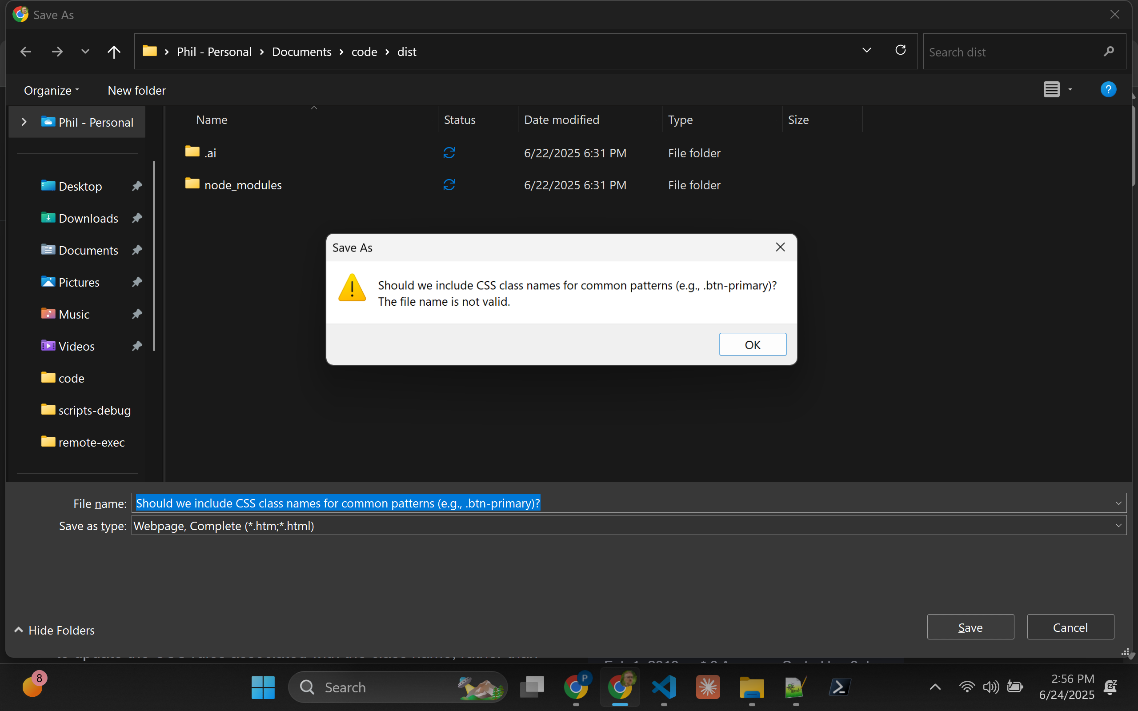 Save As
Phil - Personal > Documents > code > dist
Search dist
Organize
New folder
Phil - Personal
Desktop
Downloads
Documents
Pictures
Music
Videos
code
scripts-debug
remote-exec
Name Status Date modified Type Size
.ai 6/22/2025 6:31 PM File folder
node_modules 6/22/2025 6:31 PM File folder
Save As
Should we include CSS class names for common patterns (e.g., .btn-primary)?
The file name is not valid.
OK
File name: Should we include CSS class names for common patterns (e.g., .btn-primary)?
Save as type: Webpage, Complete (*.htm;*.html)
Hide Folders
Save
Cancel
8
Search
P
2:56 PM
6/24/2025